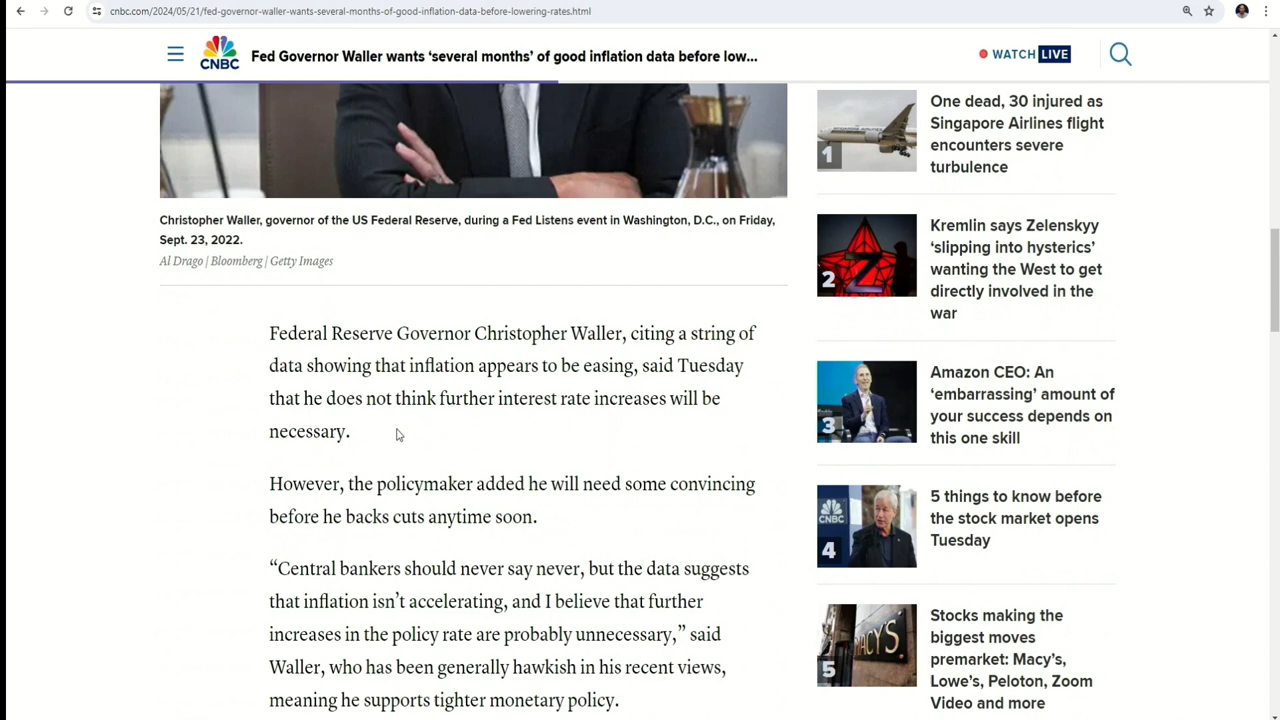 cnbc.com/2024/05/21/fed-governor-waller-wants-several-months-of-good-inflation-data-before-lowering-rates.html
CNBC
Fed Governor Waller wants ‘several months’ of good inflation data before low...
WATCH LIVE
Christopher Waller, governor of the US Federal Reserve, during a Fed Listens event in Washington, D.C., on Friday,
Sept. 23, 2022.
Al Drago | Bloomberg | Getty Images
Federal Reserve Governor Christopher Waller, citing a string of
data showing that inflation appears to be easing, said Tuesday
that he does not think further interest rate increases will be
necessary.
However, the policymaker added he will need some convincing
before he backs cuts anytime soon.
“Central bankers should never say never, but the data suggests
that inflation isn’t accelerating, and I believe that further
increases in the policy rate are probably unnecessary,” said
Waller, who has been generally hawkish in his recent views,
meaning he supports tighter monetary policy.
1
One dead, 30 injured as
Singapore Airlines flight
encounters severe
turbulence
2
Kremlin says Zelenskyy
‘slipping into hysterics’
wanting the West to get
directly involved in the
war
3
Amazon CEO: An
‘embarrassing’ amount of
your success depends on
this one skill
CNBC
4
5 things to know before
the stock market opens
Tuesday
MACY'S
5
Stocks making the
biggest moves
premarket: Macy’s,
Lowe’s, Peloton, Zoom
Video and more